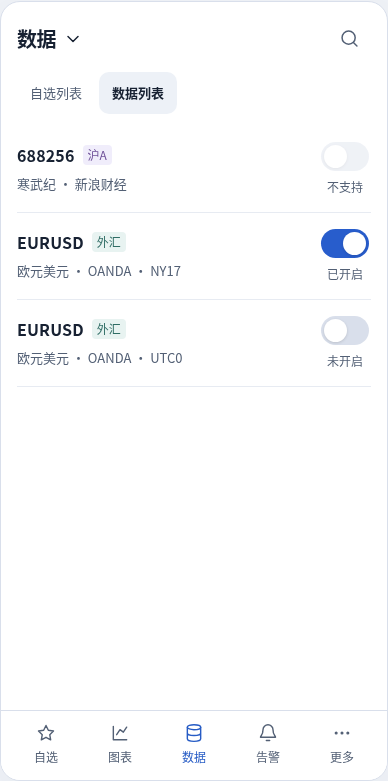 数据
自选列表 数据列表
688256 沪A
寒武纪 • 新浪财经
不支持
EURUSD 外汇
欧元美元 • OANDA • NY17
已开启
EURUSD 外汇
欧元美元 • OANDA • UTC0
未开启
自选 图表 数据 告警 更多